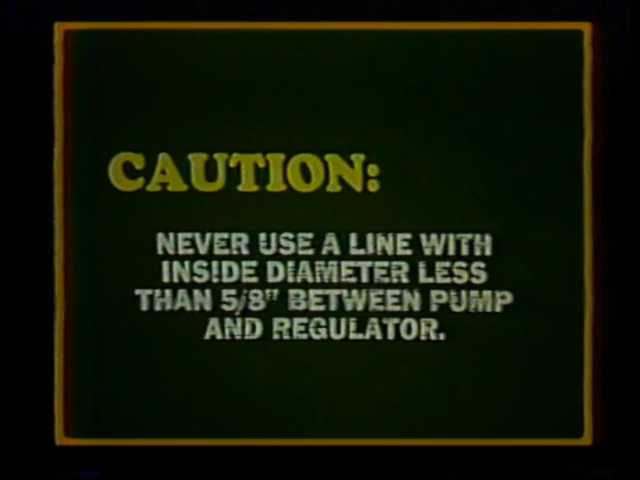 CAUTION:
NEVER USE A LINE WITH
INSIDE DIAMETER LESS
THAN 5/8" BETWEEN PUMP
AND REGULATOR.